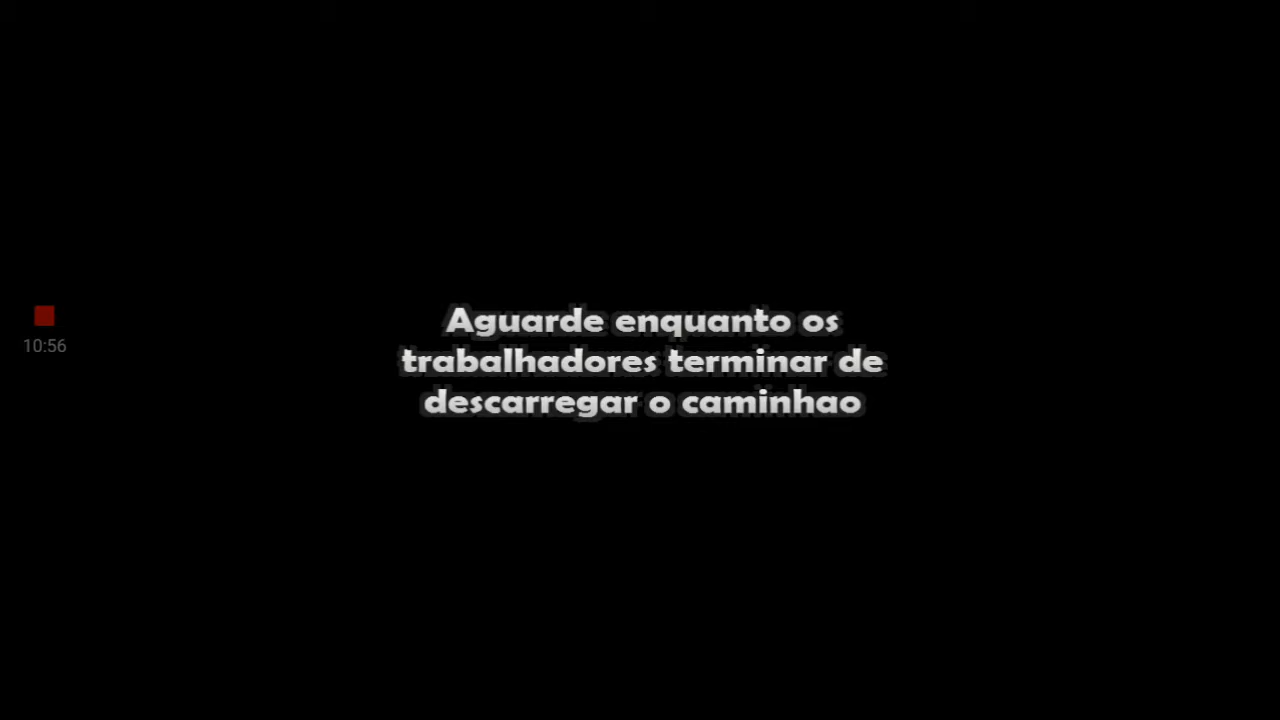 Aguarde enquanto os
trabalhadores terminar de
descarregar o caminhao
10:56